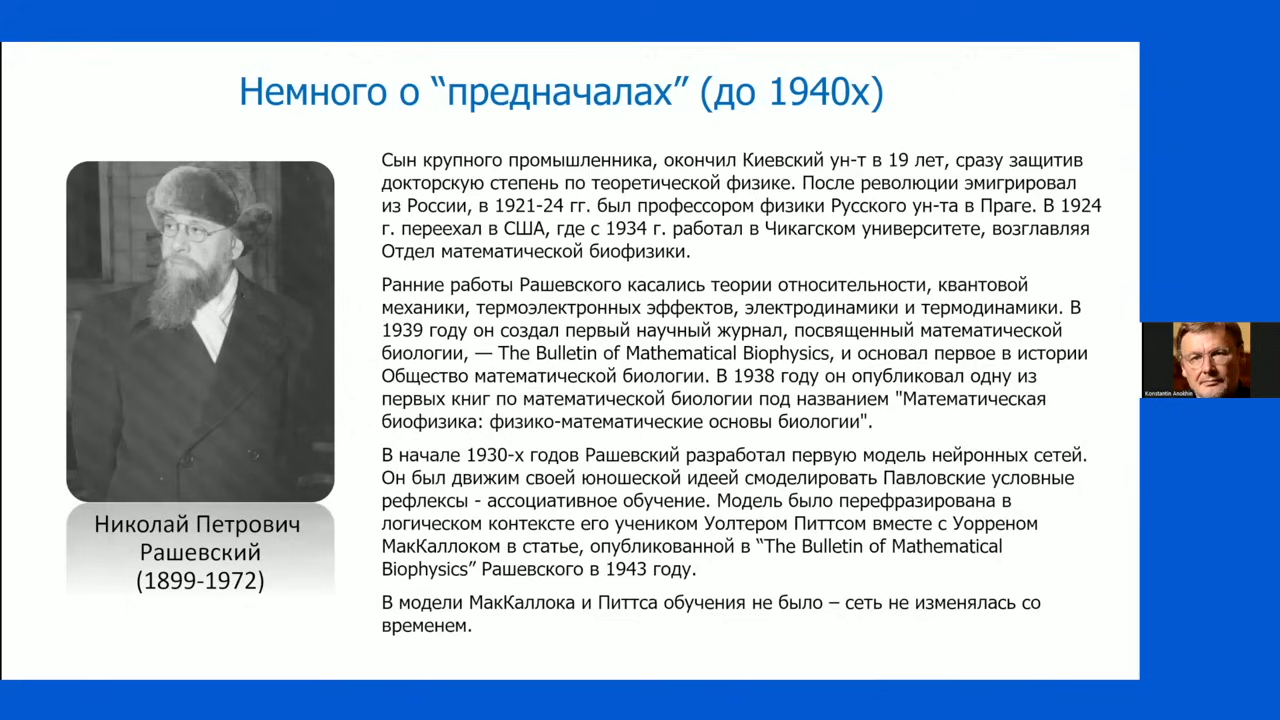 Немного о “предначалах” (до 1940х)
Сын крупного промышленника, окончил Киевский ун-т в 19 лет, сразу защитив
докторскую степень по теоретической физике. После революции эмигрировал
из России, в 1921-24 гг. был профессором физики Русского ун-та в Праге. В 1924
г. переехал в США, где с 1934 г. работал в Чикагском университете, возглавляя
Отдел математической биофизики.
Ранние работы Рашевского касались теории относительности, квантовой
механики, термоэлектронных эффектов, электродинамики и термодинамики. В
1939 году он создал первый научный журнал, посвященный математической
биологии, — The Bulletin of Mathematical Biophysics, и основал первое в истории
Общество математической биологии. В 1938 году он опубликовал одну из
первых книг по математической биологии под названием "Математическая
биофизика: физико-математические основы биологии".
В начале 1930-х годов Рашевский разработал первую модель нейронных сетей.
Он был движим своей юношеской идеей смоделировать Павловские условные
рефлексы - ассоциативное обучение. Модель было перефразирована в
логическом контексте его учеником Уолтером Питтсом вместе с Уорреном
МакКаллоком в статье, опубликованной в “The Bulletin of Mathematical
Biophysics” Рашевского в 1943 году.
В модели МакКаллока и Питтса обучения не было – сеть не изменялась со
временем.
Николай Петрович
Рашевский
(1899-1972)
Konstantin Anokhin